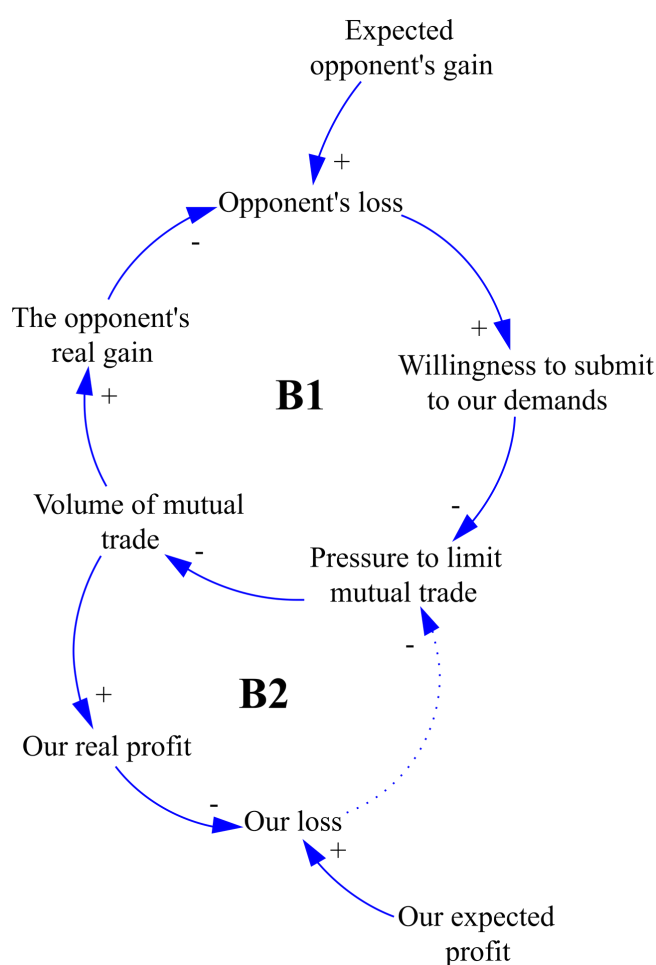 Expected
opponent's gain
+
Opponent's loss
-
The opponent's
real gain
+
Willingness to submit
to our demands
B1
+
Volume of mutual
trade
-
Pressure to limit
mutual trade
-
-
B2
+
Our real profit
-
Our loss
+
Our expected
profit